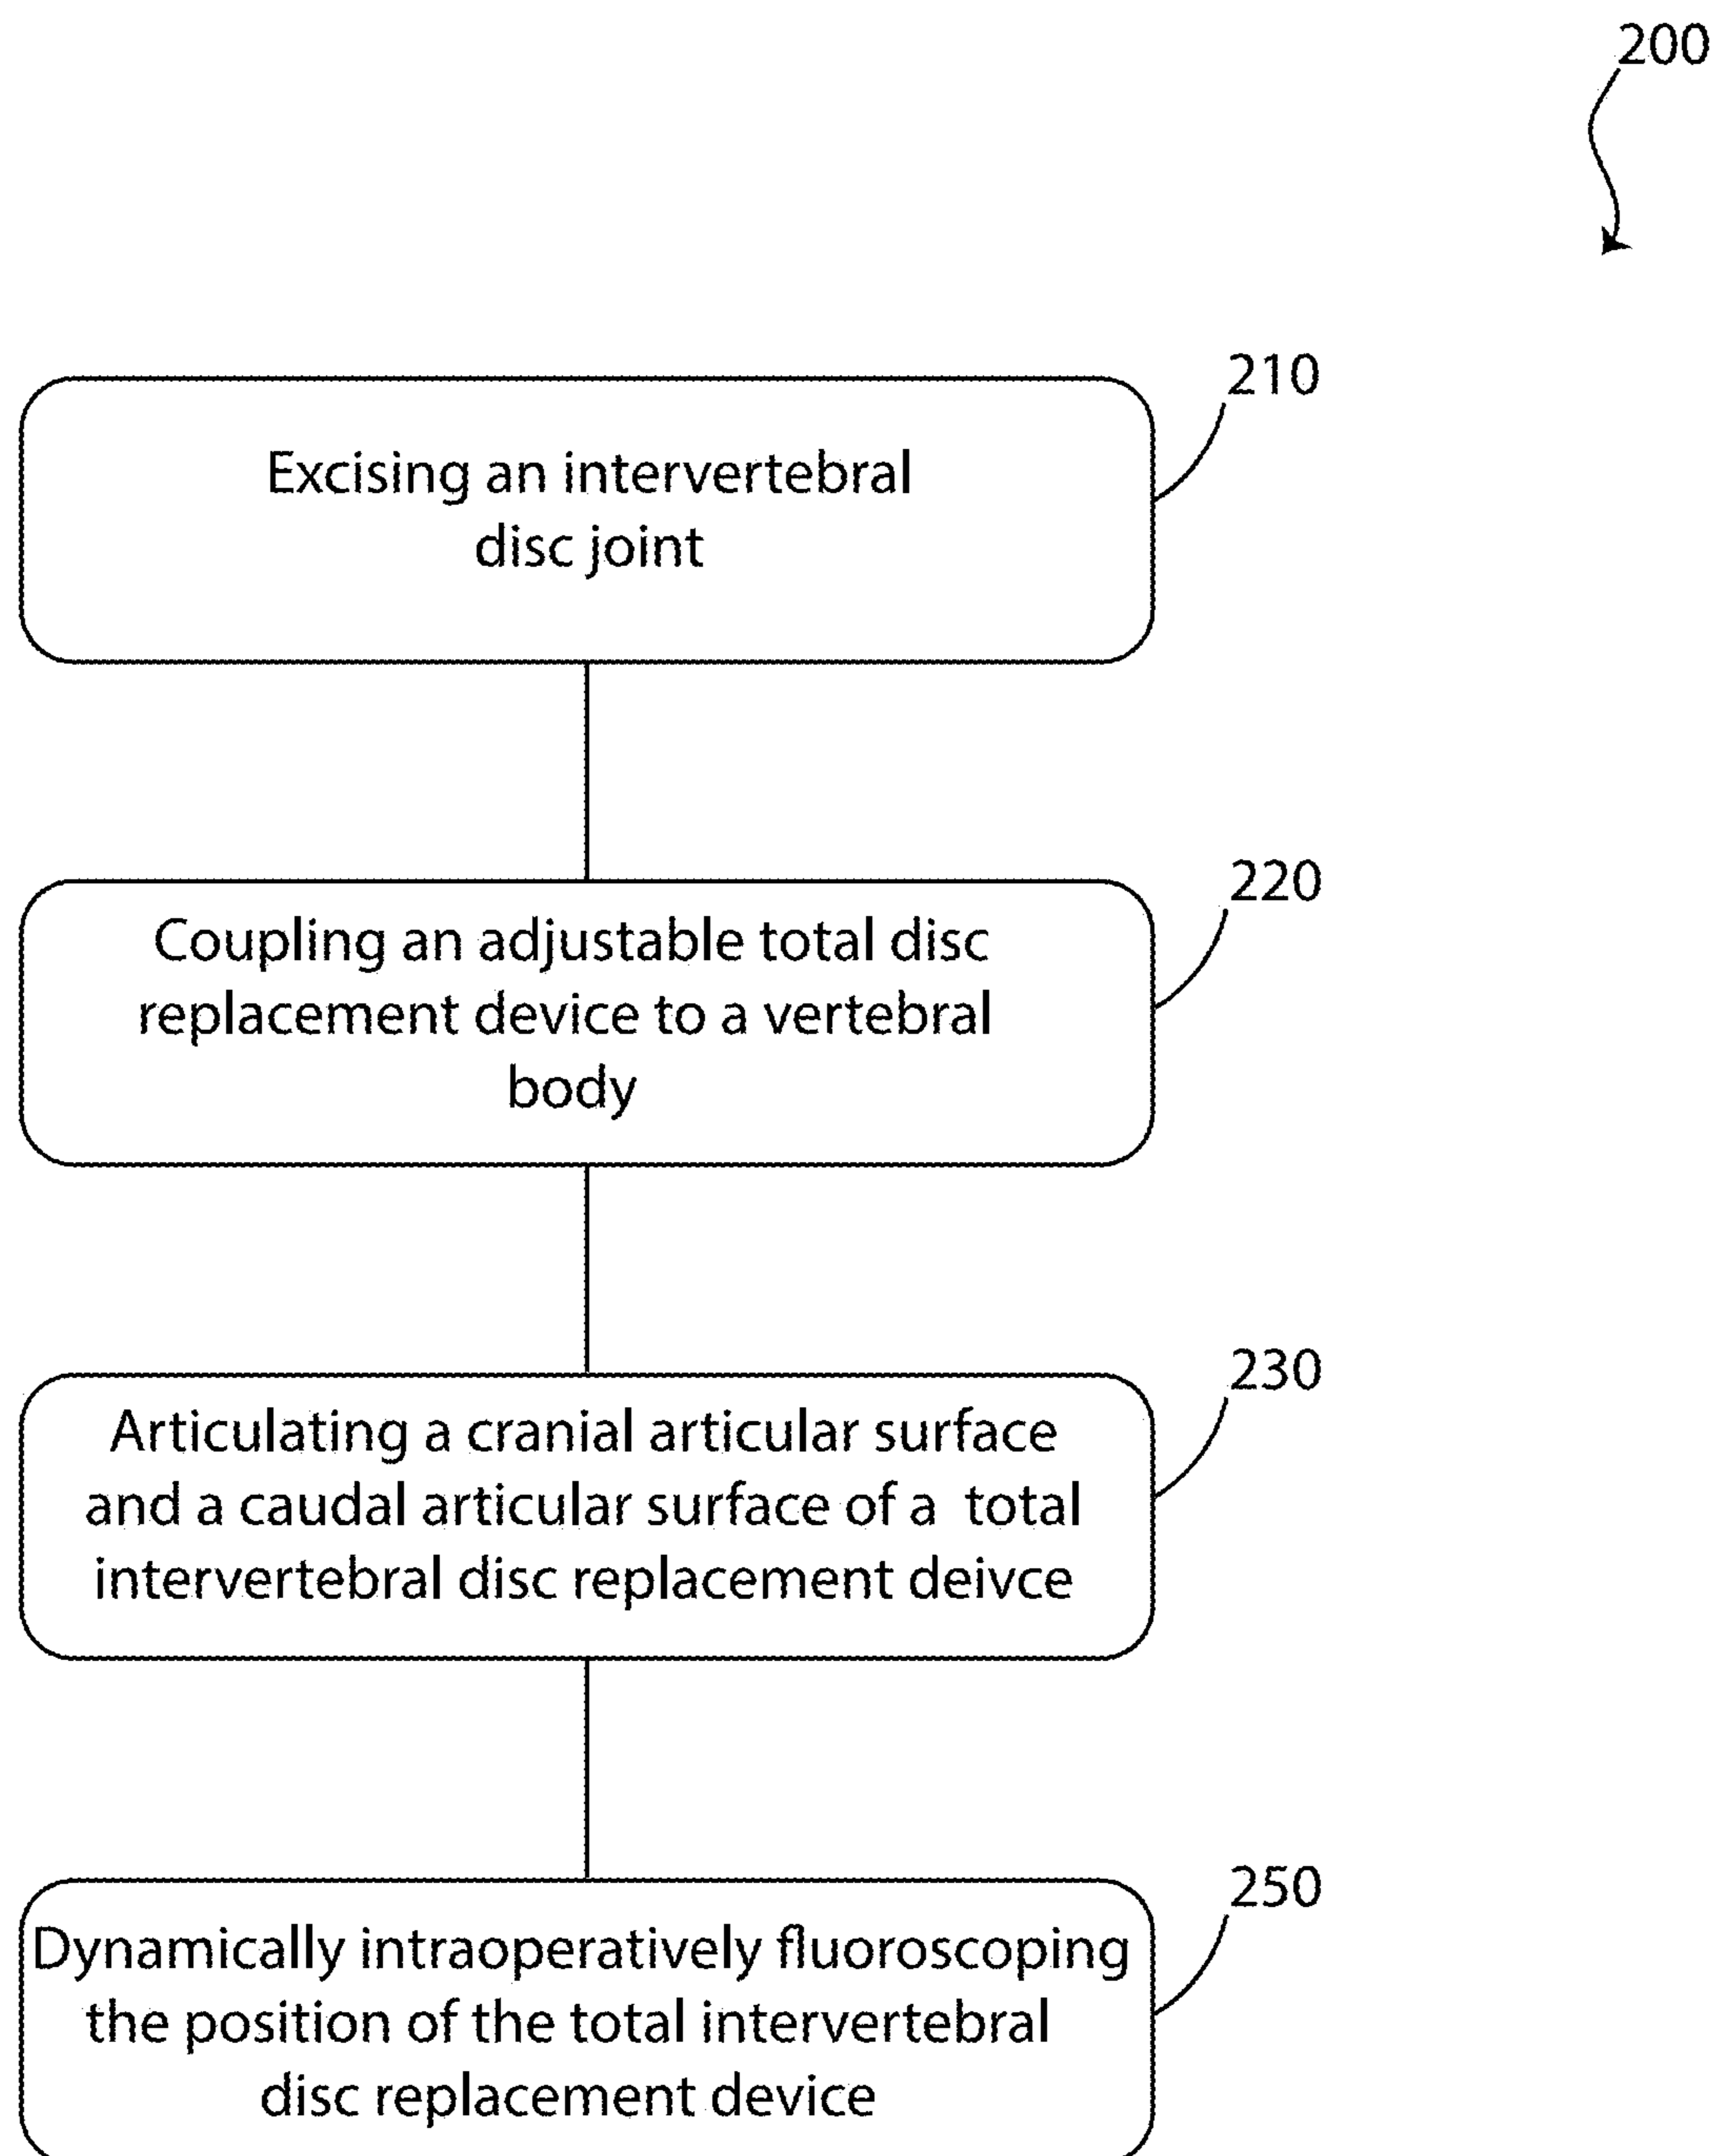 200
210
Excising an intervertebral
disc joint
220
Coupling an adjustable total disc
replacement device to a vertebral
body
230
Articulating a cranial articular surface
and a caudal articular surface of a total
intervertebral disc replacement deivce
250
Dynamically intraoperatively fluoroscoping
the position of the total intervertebral
disc replacement device